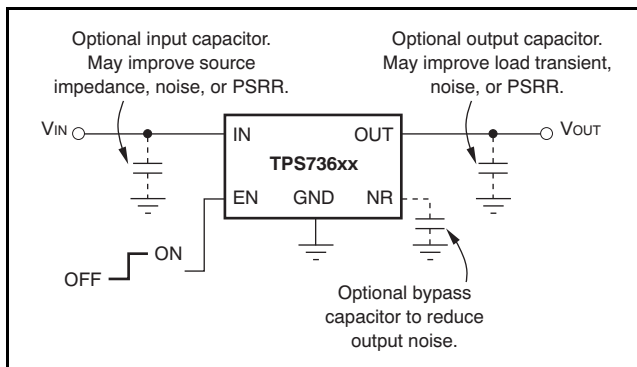 Optional input capacitor.
May improve source
impedance, noise, or PSRR.
Optional output capacitor.
May improve load transient,
noise, or PSRR.
VIN
IN
OUT
VOUT
TPS736xx
EN
GND
NR
ON
OFF
Optional bypass
capacitor to reduce
output noise.